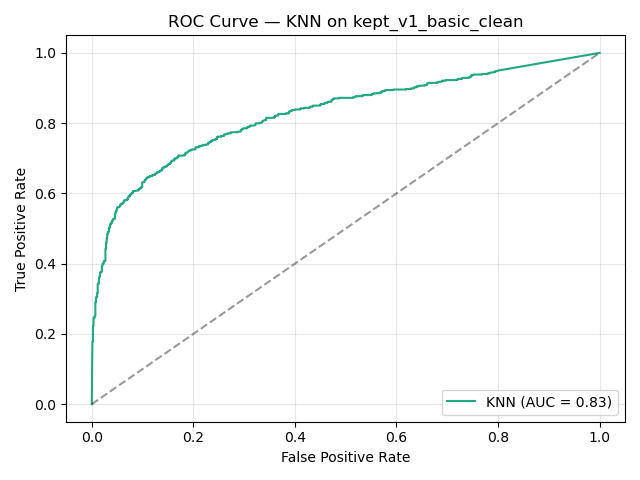 ROC Curve — KNN on kept_v1_basic_clean
True Positive Rate
1.0
0.8
0.6
0.4
0.2
0.0
KNN (AUC = 0.83)
0.0 0.2 0.4 0.6 0.8 1.0
False Positive Rate